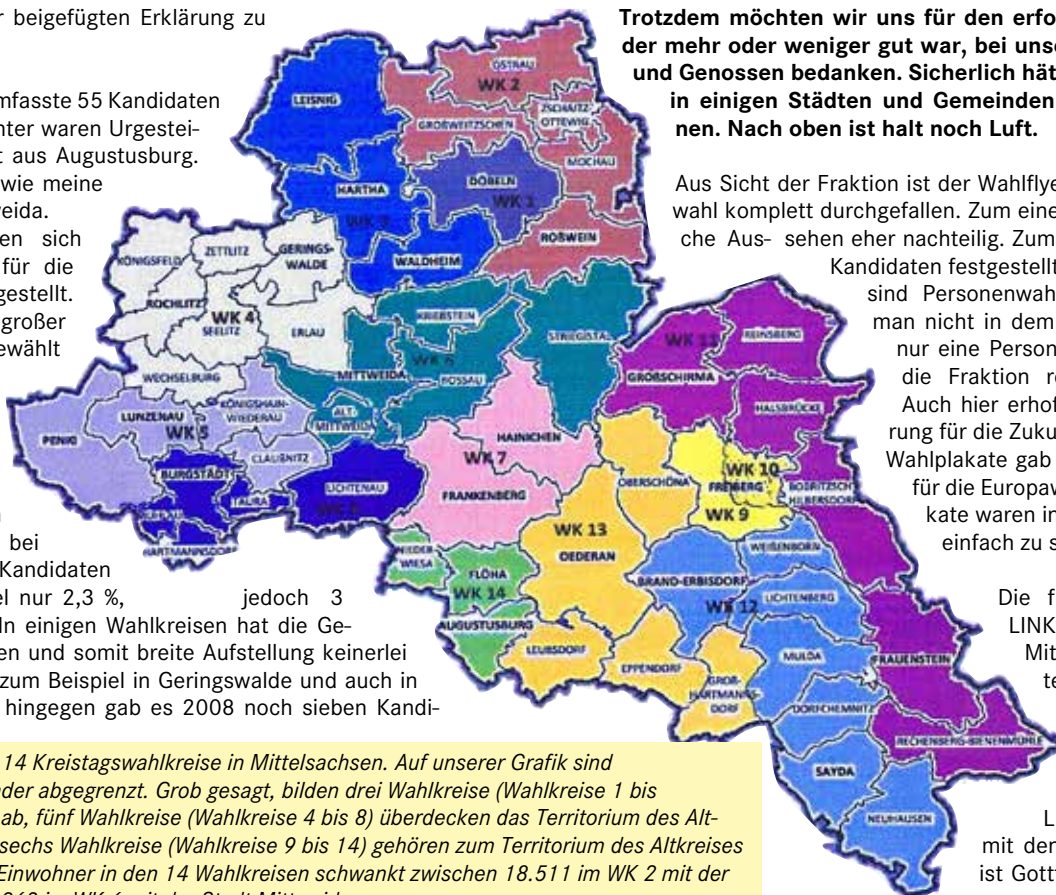 r beigefügten Erklärung zu
mfasste 55 Kandidaten
nter waren Urgestei-
t aus Augustusburg.
wie meine
eida.
en sich
für die
gestellt.
großer
ewählt
bei
Kandidaten
el nur 2,3 %, jedoch 3
In einigen Wahlkreisen hat die Ge-
en und somit breite Aufstellung keinerlei
zum Beispiel in Geringswalde und auch in
hingegen gab es 2008 noch sieben Kandi-
14 Kreistagswahlkreise in Mittelsachsen. Auf unserer Grafik sind
nder abgegrenzt. Grob gesagt, bilden drei Wahlkreise (Wahlkreise 1 bis
ab, fünf Wahlkreise (Wahlkreise 4 bis 8) überdecken das Territorium des Alt-
sechs Wahlkreise (Wahlkreise 9 bis 14) gehören zum Territorium des Altkreises
Einwohner in den 14 Wahlkreisen schwankt zwischen 18.511 im WK 2 mit der
Trotzdem möchten wir uns für den erfo
der mehr oder weniger gut war, bei uns
und Genossen bedanken. Sicherlich hät
in einigen Städten und Gemeinden
nen. Nach oben ist halt noch Luft.
Aus Sicht der Fraktion ist der Wahlflye
wahl komplett durchgefallen. Zum eine
che Aus- sehen eher nachteilig. Zum
Kandidaten festgestellt
sind Personenwah
man nicht in dem
nur eine Person
die Fraktion re
Auch hier erhof
rung für die Zuku
Wahlplakate gab
für die Europaw
kate waren in
einfach zu s
Die f
LINK
Mit
te
L
mit der
ist Gott
LEISNIG
OSTRAU
WK 2
ZSCHAITZ-
OTTEWIG
GROßWEITZSCHEN
MOCHAU
HARTHA
WK 3
DÖBELN
WK 1
ROßWEIN
WALDHEIM
KÖNIGSFELD
ZETTLITZ
GERINGS-
WALDE
ROCHLITZ
WK 4
SEELITZ
ERLAU
WECHSELBURG
KRIEBSTEIN
WK 6
MITTWEIDA
ROSSAU
STRIEGISTAL
ALT-
MITTWEIDA
PENIG
LUNZENAU
WK 5
KÖNIGSHAIN-
WIEDERAU
CLAUßNITZ
BURGSTÄDT
TAURA
HARTMANNSDORF
LICHTENAU
WK 8
HAINICHEN
WK 7
FRANKENBERG
WK 11
REINSBERG
GROßSCHIRMA
HALSBRÜCKE
BOBRITZSCH-
HILBERSDORF
OBERSCHÖNA
WK 10
FREIBERG
WK 9
WK 13
OEDERAN
NIEDER-
WIESA
FLÖHA
WK 14
AUGUSTUSBURG
LEUBSDORF
EPPENDORF
GROß-
HARTMANNS-
DORF
BRAND-ERBISDORF
WK 12
WEIßENBORN
LICHTENBERG
MULDA
FRAUENSTEIN
DORFCHEMNITZ
RECHENBERG-BIENENMÜHLE
SAYDA
NEUHAUSEN